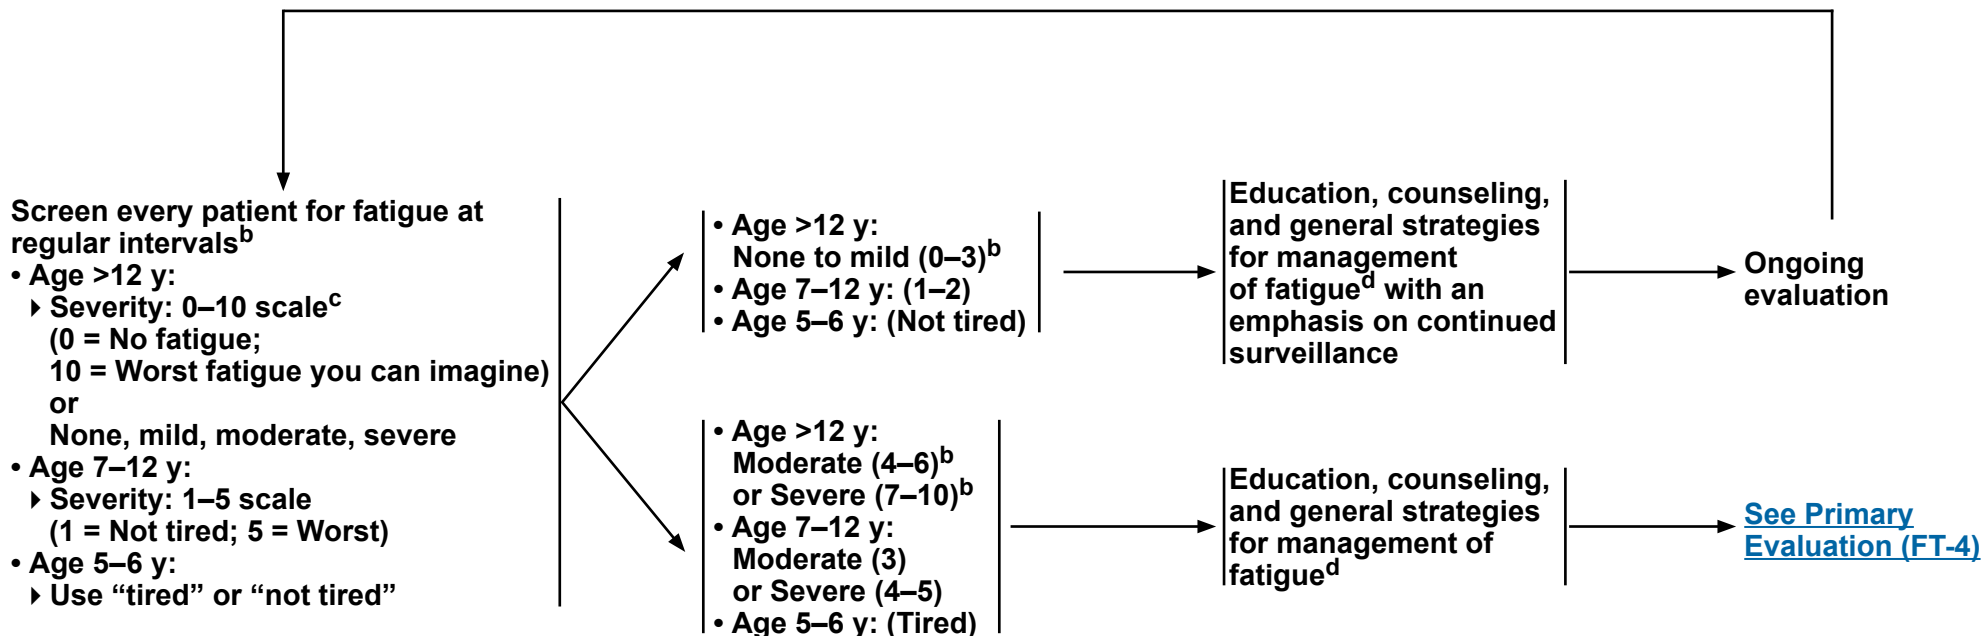 Screen every patient for fatigue at
regular intervalsb
• Age >12 y:
▸ Severity: 0–10 scalec
(0 = No fatigue;
10 = Worst fatigue you can imagine)
or
None, mild, moderate, severe
• Age 7–12 y:
▸ Severity: 1–5 scale
(1 = Not tired; 5 = Worst)
• Age 5–6 y:
▸ Use “tired” or “not tired”
• Age >12 y:
None to mild (0–3)b
• Age 7–12 y: (1–2)
• Age 5–6 y: (Not tired)
Education, counseling,
and general strategies
for management
of fatigued with an
emphasis on continued
surveillance
Ongoing
evaluation
• Age >12 y:
Moderate (4–6)b
or Severe (7–10)b
• Age 7–12 y:
Moderate (3)
or Severe (4–5)
• Age 5–6 y: (Tired)
Education, counseling,
and general strategies
for management of
fatigued
See Primary
Evaluation (FT-4)